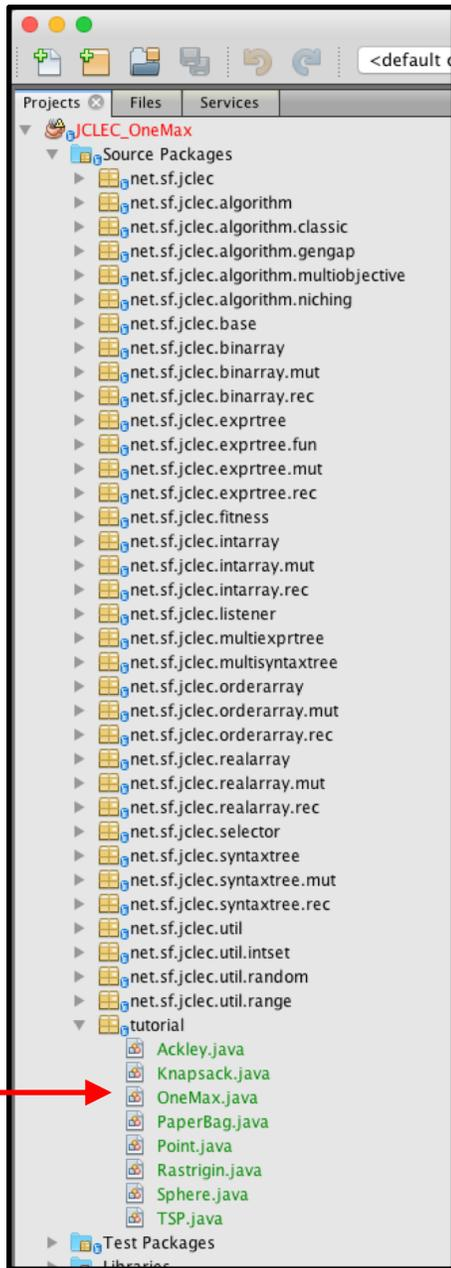 <default c
Projects Files Services
JCLEC_OneMax
Source Packages
net.sf.jclec
net.sf.jclec.algorithm
net.sf.jclec.algorithm.classic
net.sf.jclec.algorithm.gengap
net.sf.jclec.algorithm.multiobjective
net.sf.jclec.algorithm.niching
net.sf.jclec.base
net.sf.jclec.binarray
net.sf.jclec.binarray.mut
net.sf.jclec.binarray.rec
net.sf.jclec.exprtree
net.sf.jclec.exprtree.fun
net.sf.jclec.exprtree.mut
net.sf.jclec.exprtree.rec
net.sf.jclec.fitness
net.sf.jclec.intarray
net.sf.jclec.intarray.mut
net.sf.jclec.intarray.rec
net.sf.jclec.listener
net.sf.jclec.multiexprtree
net.sf.jclec.multisyntaxtree
net.sf.jclec.orderarray
net.sf.jclec.orderarray.mut
net.sf.jclec.orderarray.rec
net.sf.jclec.realarray
net.sf.jclec.realarray.mut
net.sf.jclec.realarray.rec
net.sf.jclec.selector
net.sf.jclec.syntaxtree
net.sf.jclec.syntaxtree.mut
net.sf.jclec.syntaxtree.rec
net.sf.jclec.util
net.sf.jclec.util.intset
net.sf.jclec.util.random
net.sf.jclec.util.range
tutorial
Ackley.java
Knapsack.java
OneMax.java
PaperBag.java
Point.java
Rastrigin.java
Sphere.java
TSP.java
Test Packages
Libraries